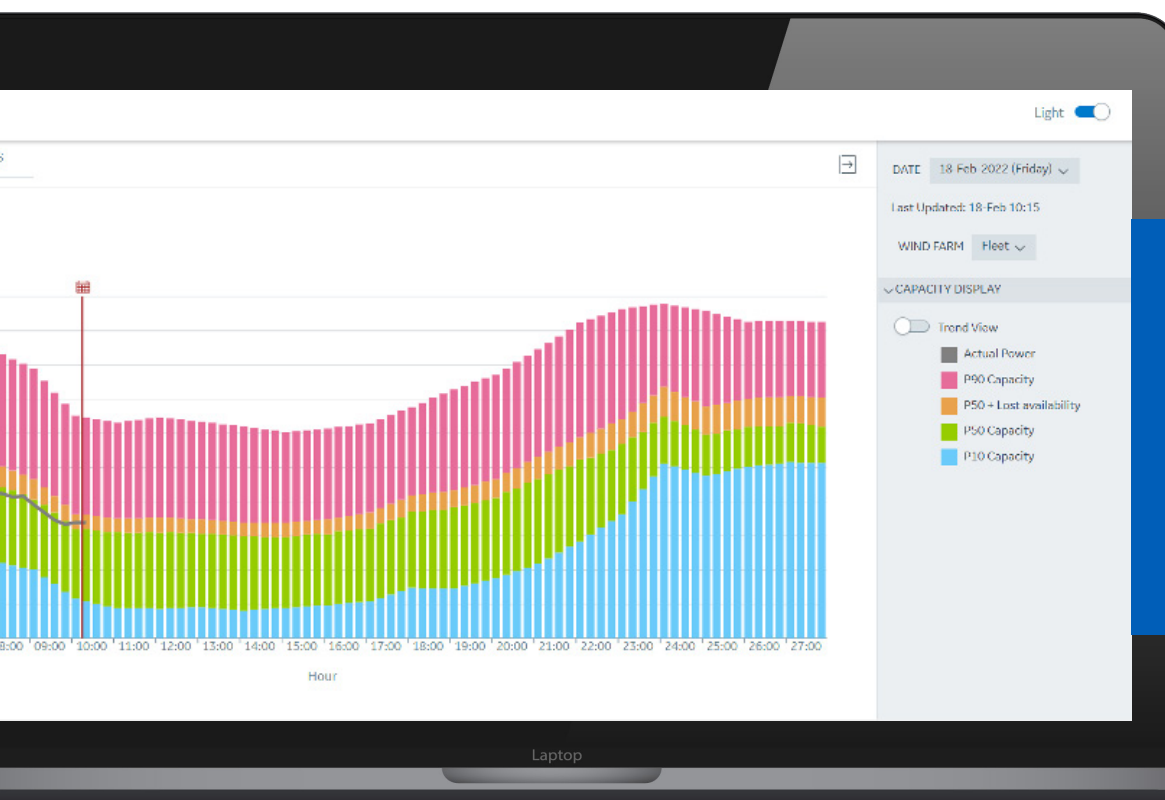 Light
s
DATE 18-Feb-2022 (Friday)
Last Updated: 18-Feb 10:15
WIND FARM Fleet
CAPACITY DISPLAY
Trend View
Actual Power
P90 Capacity
P50 + Lost availability
P50 Capacity
P10 Capacity
8:00 09:00 10:00 11:00 12:00 13:00 14:00 15:00 16:00 17:00 18:00 19:00 20:00 21:00 22:00 23:00 24:00 25:00 26:00 27:00
Hour
Laptop